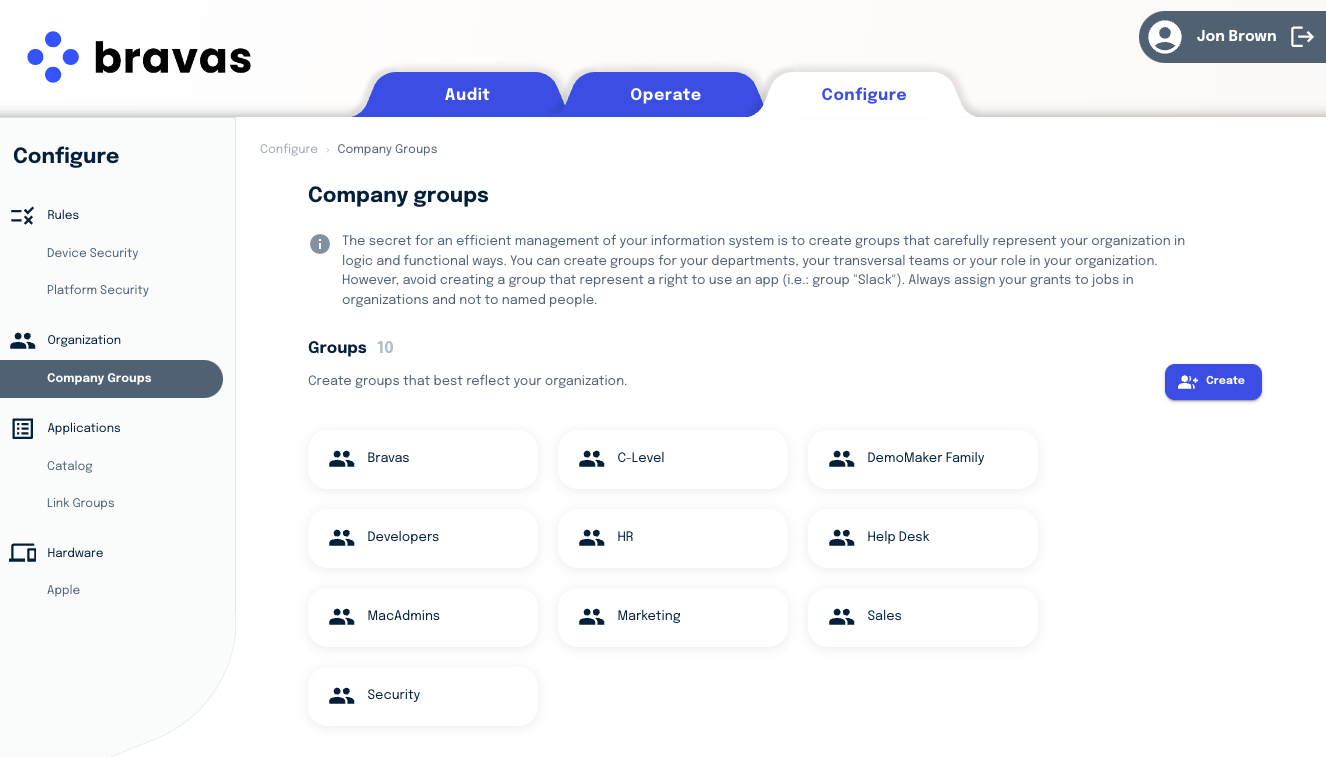 bravas
Jon Brown
Audit
Operate
Configure
Configure
Rules
Device Security
Platform Security
Organization
Company Groups
Applications
Catalog
Link Groups
Hardware
Apple
Configure › Company Groups
Company groups
The secret for an efficient management of your information system is to create groups that carefully represent your organization in
logic and functional ways. You can create groups for your departments, your transversal teams or your role in your organization.
However, avoid creating a group that represent a right to use an app (i.e.: group "Slack"). Always assign your grants to jobs in
organizations and not to named people.
Groups 10
Create groups that best reflect your organization.
Create
Bravas
C-Level
DemoMaker Family
Developers
HR
Help Desk
MacAdmins
Marketing
Sales
Security